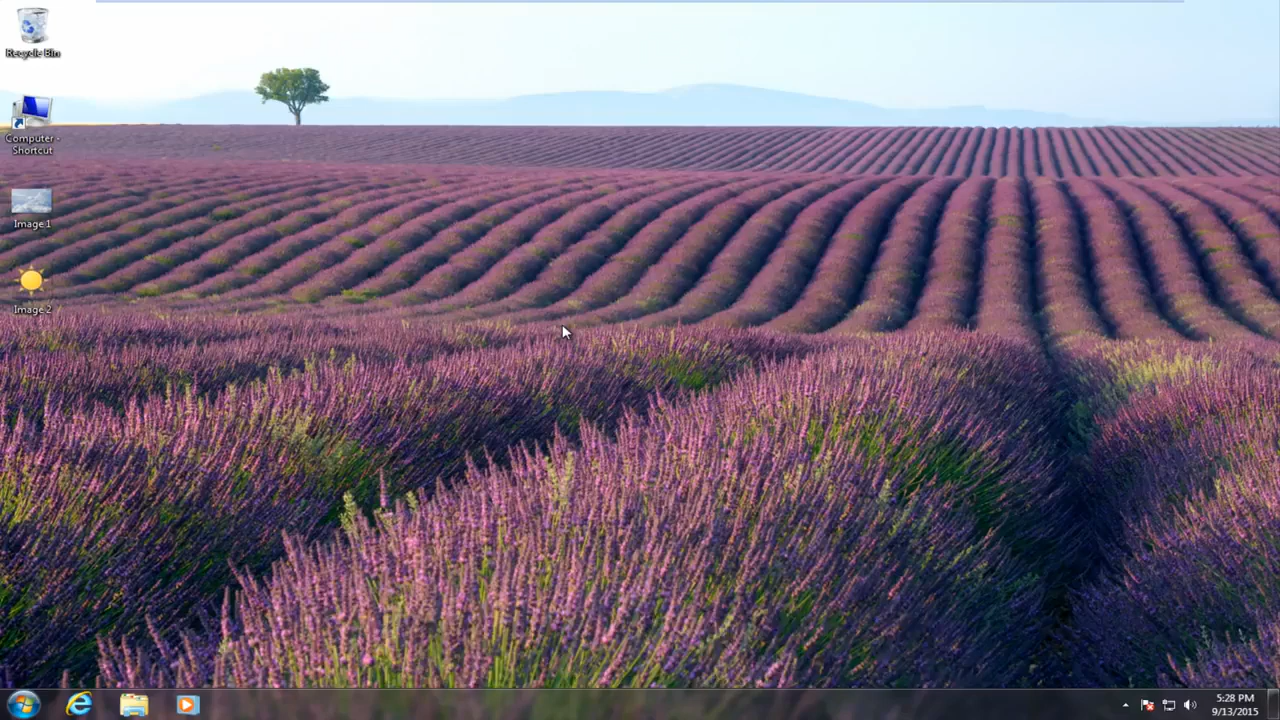 Recycle Bin
Computer -
Shortcut
Image 1
Image 2
5:28 PM
9/13/2015